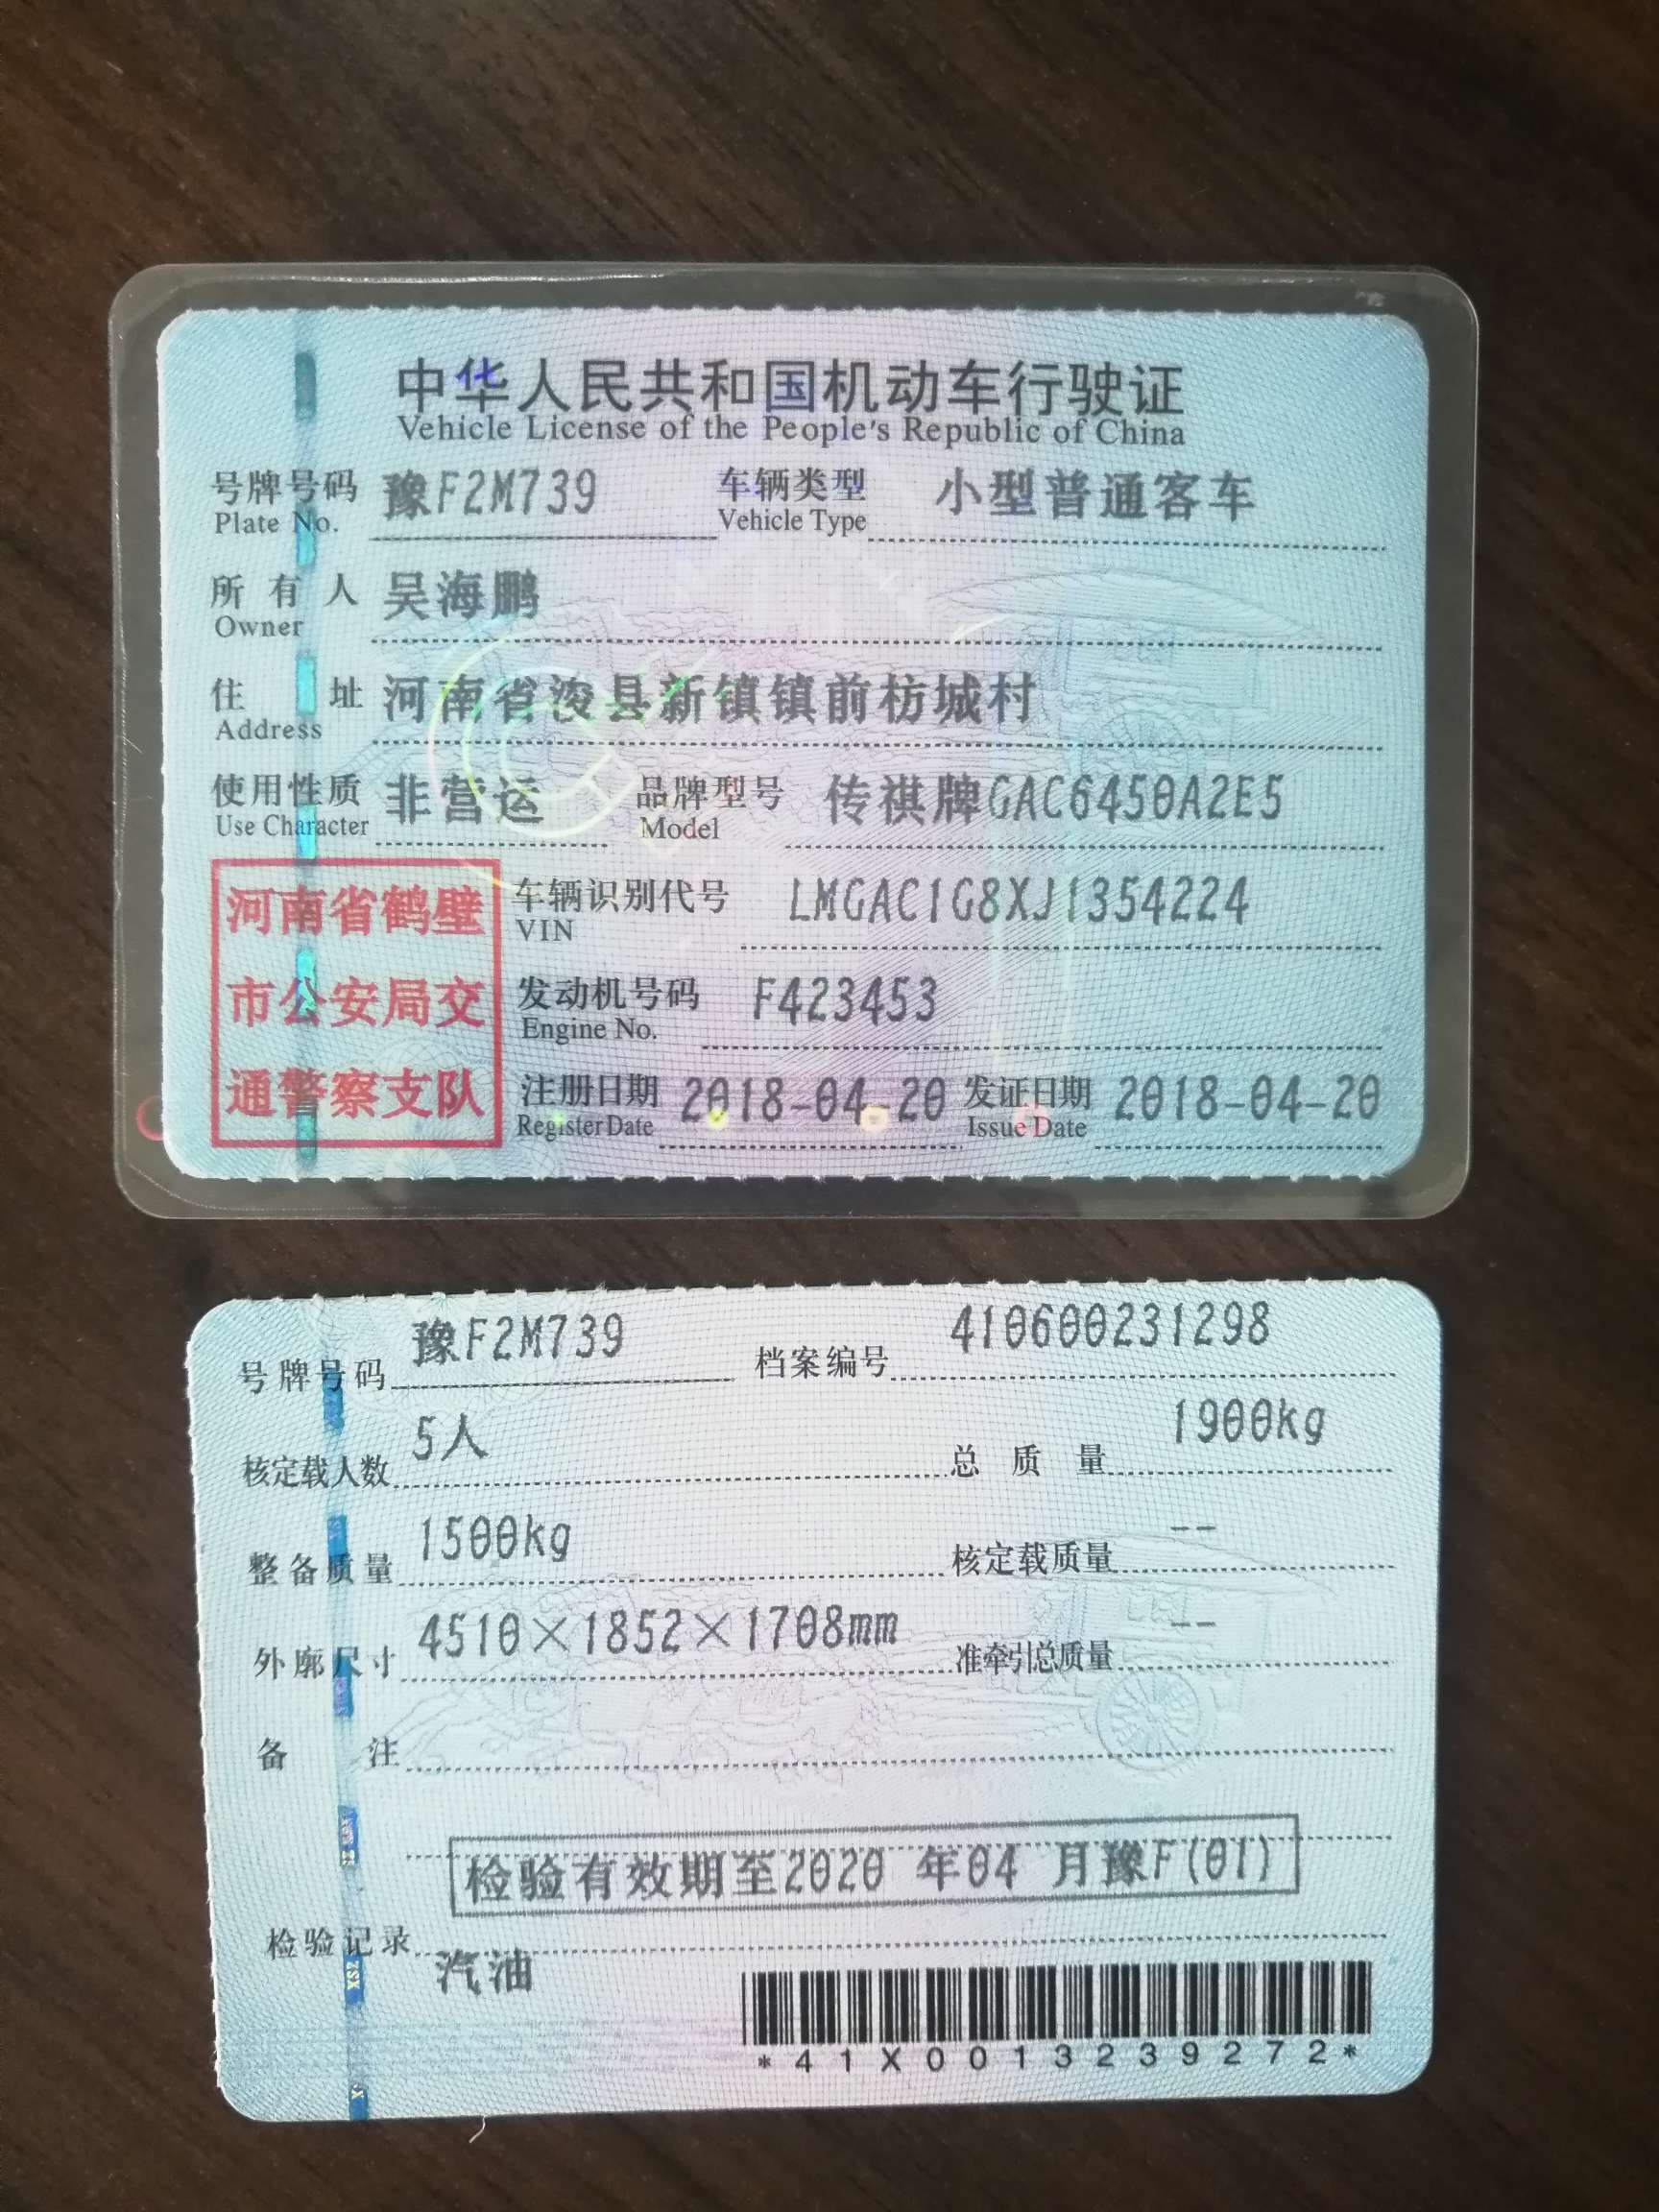 中华人民共和国机动车行驶证
Vehicle License of the People's Republic of China
号牌号码 豫F2M739 车辆类型 小型普通客车
Plate No. Vehicle Type
所有人 吴海鹏
Owner
住址 河南省浚县新镇镇前枋城村
Address
使用性质 非营运 品牌型号 传祺牌GAC6450A2E5
Use Character Model
河南省鹤壁
市公安局交
通警察支队
车辆识别代号 LMGAC1G8XJ1354224
VIN
发动机号码 F423453
Engine No.
注册日期 2018-04-20 发证日期 2018-04-20
Register Date Issue Date
号牌号码 豫F2M739 档案编号 410600231298
核定载人数 5人 总质量 1900kg
整备质量 1500kg 核定载质量 --
外廓尺寸 4510×1852×1708mm 准牵引总质量 --
备注
检验有效期至2020 年04 月豫F(01)
检验记录
汽油
*41X0013239272*